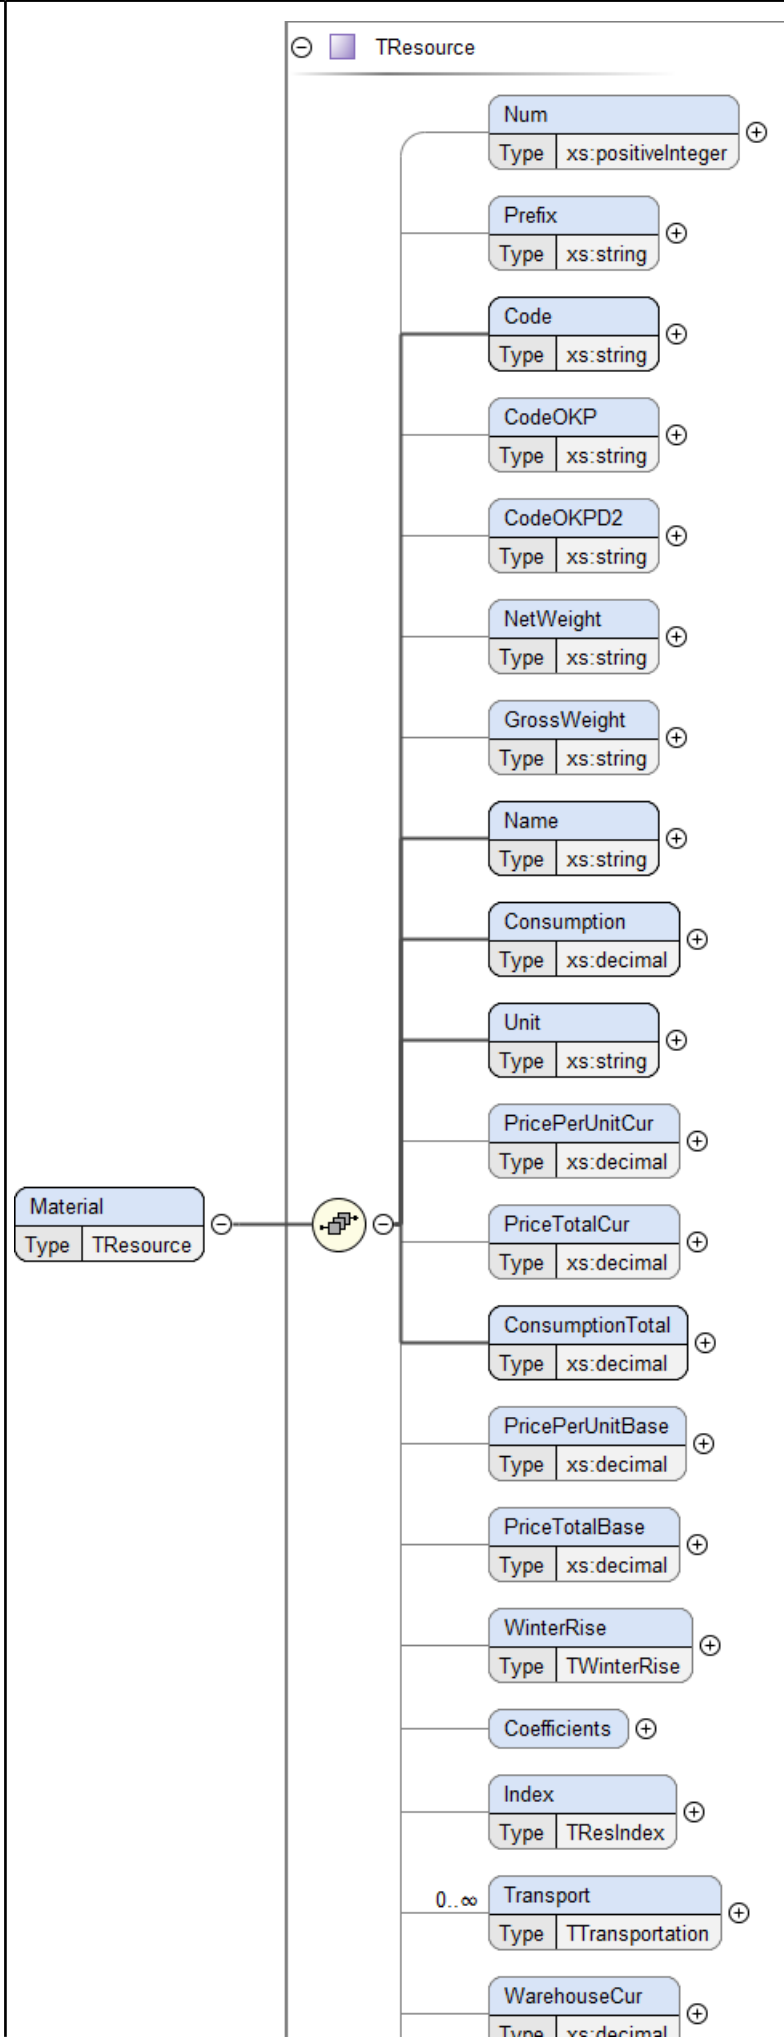 TResource
Num
Type xs:positiveInteger
Prefix
Type xs:string
Code
Type xs:string
CodeOKP
Type xs:string
CodeOKPD2
Type xs:string
NetWeight
Type xs:string
GrossWeight
Type xs:string
Name
Type xs:string
Consumption
Type xs:decimal
Unit
Type xs:string
PricePerUnitCur
Type xs:decimal
Material
Type TResource
PriceTotalCur
Type xs:decimal
ConsumptionTotal
Type xs:decimal
PricePerUnitBase
Type xs:decimal
PriceTotalBase
Type xs:decimal
WinterRise
Type TWinterRise
Coefficients
Index
Type TResIndex
0..∞
Transport
Type TTransportation
WarehouseCur
Type xs:decimal